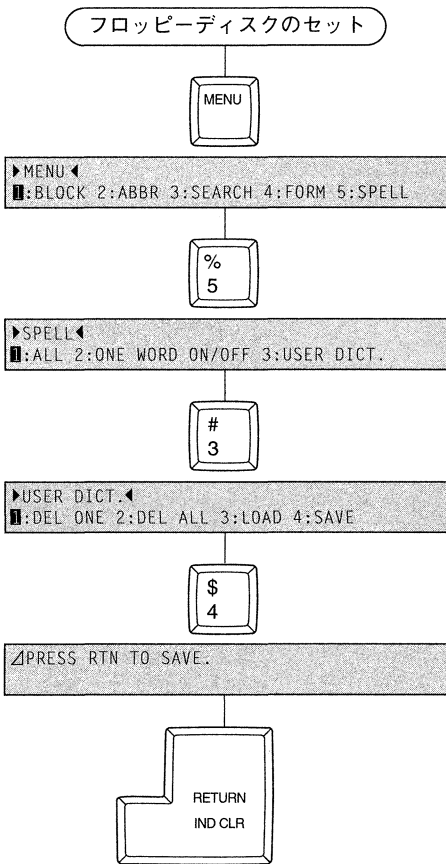 フロッピーディスクのセット
MENU
▶MENU◀
1:BLOCK 2:ABBR 3:SEARCH 4:FORM 5:SPELL
%
5
▶SPELL◀
1:ALL 2:ONE WORD ON/OFF 3:USER DICT.
#
3
▶USER DICT.◀
1:DEL ONE 2:DEL ALL 3:LOAD 4:SAVE
$
4
⊿PRESS RTN TO SAVE.
RETURN
IND CLR